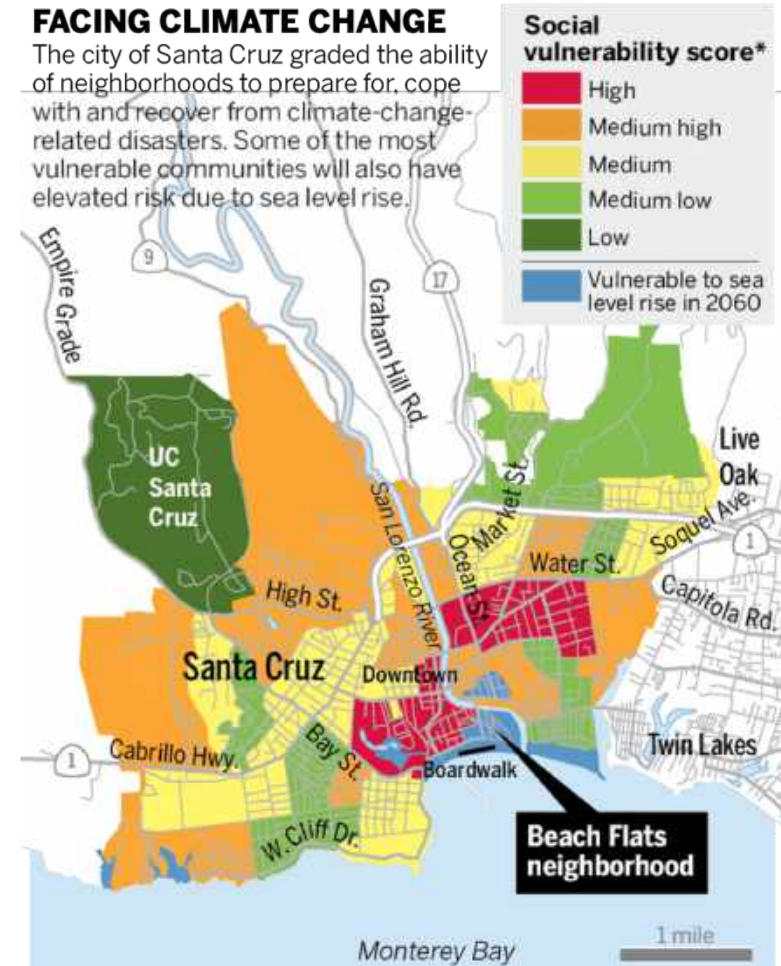 FACING CLIMATE CHANGE
The city of Santa Cruz graded the ability
of neighborhoods to prepare for, cope
with and recover from climate-change-
related disasters. Some of the most
vulnerable communities will also have
elevated risk due to sea level rise.
Social
vulnerability score*
High
Medium high
Medium
Medium low
Low
Vulnerable to sea
level rise in 2060
Empire Grade
9
17
Graham Hill Rd.
UC
Santa
Cruz
Live
Oak
Market St.
San Lorenzo River
Ocean St.
Soquel Ave.
1
Water St.
High St.
Capitola Rd.
Santa Cruz
Downtown
Twin Lakes
1
Cabrillo Hwy.
Bay St.
Boardwalk
W. Cliff Dr.
Beach Flats
neighborhood
Monterey Bay
1 mile